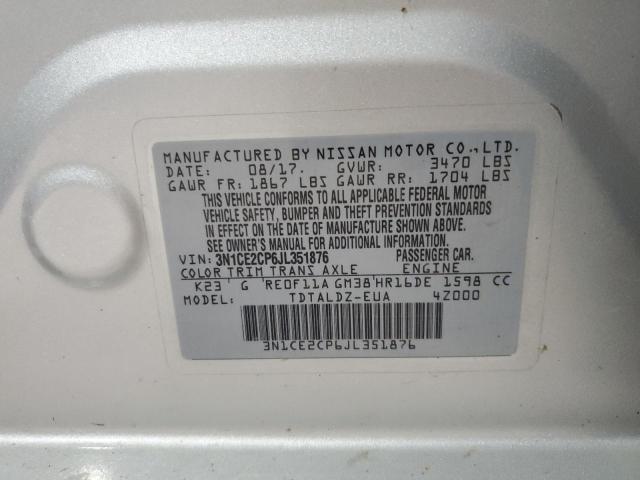 MANUFACTURED BY NISSAN MOTOR CO., LTD.
DATE: 08/17. GVWR: 3470 LBS
GAWR FR: 1867 LBS GAWR RR: 1704 LBS
THIS VEHICLE CONFORMS TO ALL APPLICABLE FEDERAL MOTOR
VEHICLE SAFETY, BUMPER AND THEFT PREVENTION STANDARDS
IN EFFECT ON THE DATE OF MANUFACTURE SHOWN ABOVE.
SEE OWNER'S MANUAL FOR ADDITIONAL INFORMATION
VIN: 3N1CE2CP6JL351876 PASSENGER CAR.
COLOR TRIM TRANS AXLE ENGINE
K23 G RE0F11A GM38 HR16DE 1598 CC
MODEL: TDTALDZ-EUA 4Z000
3N1CE2CP6JL351876